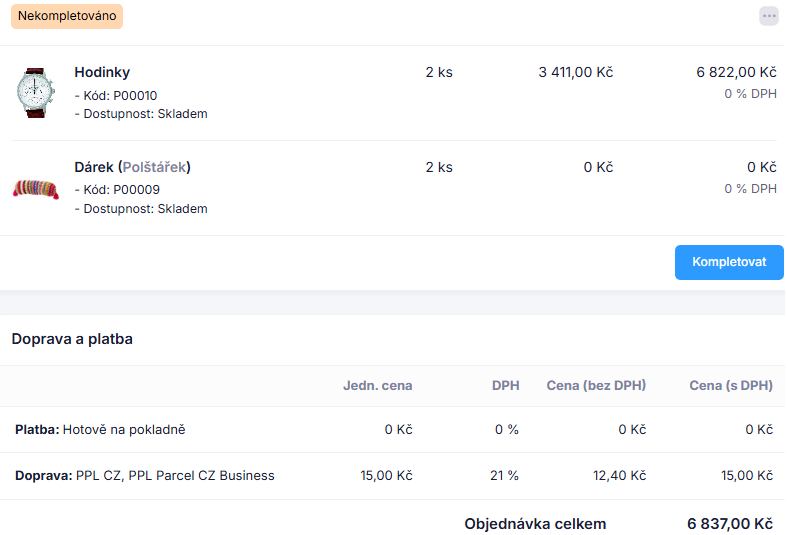 Nekompletováno
Hodinky 2 ks 3 411,00 Kč 6 822,00 Kč
- Kód: P00010 0 % DPH
- Dostupnost: Skladem
Dárek (Polštářek) 2 ks 0 Kč 0 Kč
- Kód: P00009 0 % DPH
- Dostupnost: Skladem
Kompletovat
Doprava a platba
Jedn. cena DPH Cena (bez DPH) Cena (s DPH)
Platba: Hotově na pokladně 0 Kč 0 % 0 Kč 0 Kč
Doprava: PPL CZ, PPL Parcel CZ Business 15,00 Kč 21 % 12,40 Kč 15,00 Kč
Objednávka celkem 6 837,00 Kč